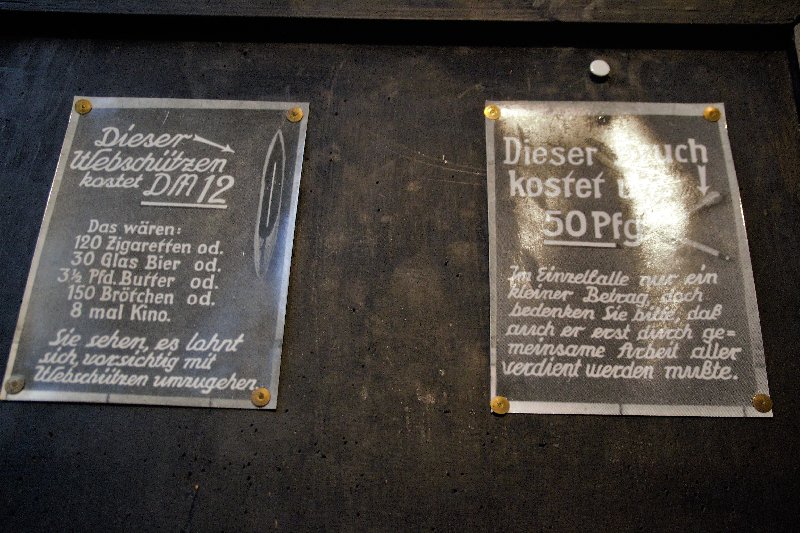 Dieser
Webschützen
kostet DM 12
Das wären:
120 Zigaretten od.
30 Glas Bier od.
3½ Pfd. Butter od.
150 Brötchen od.
8 mal Kino.
Sie sehen, es lohnt
sich vorsichtig mit
Webschützen umzugehen.
Dieser
kostet
50 Pfg
Im Einzelfalle nur ein
kleiner Betrag, doch
bedenken Sie bitte, daß
auch er erst durch ge=
meinsame Arbeit aller
verdient werden mußte.